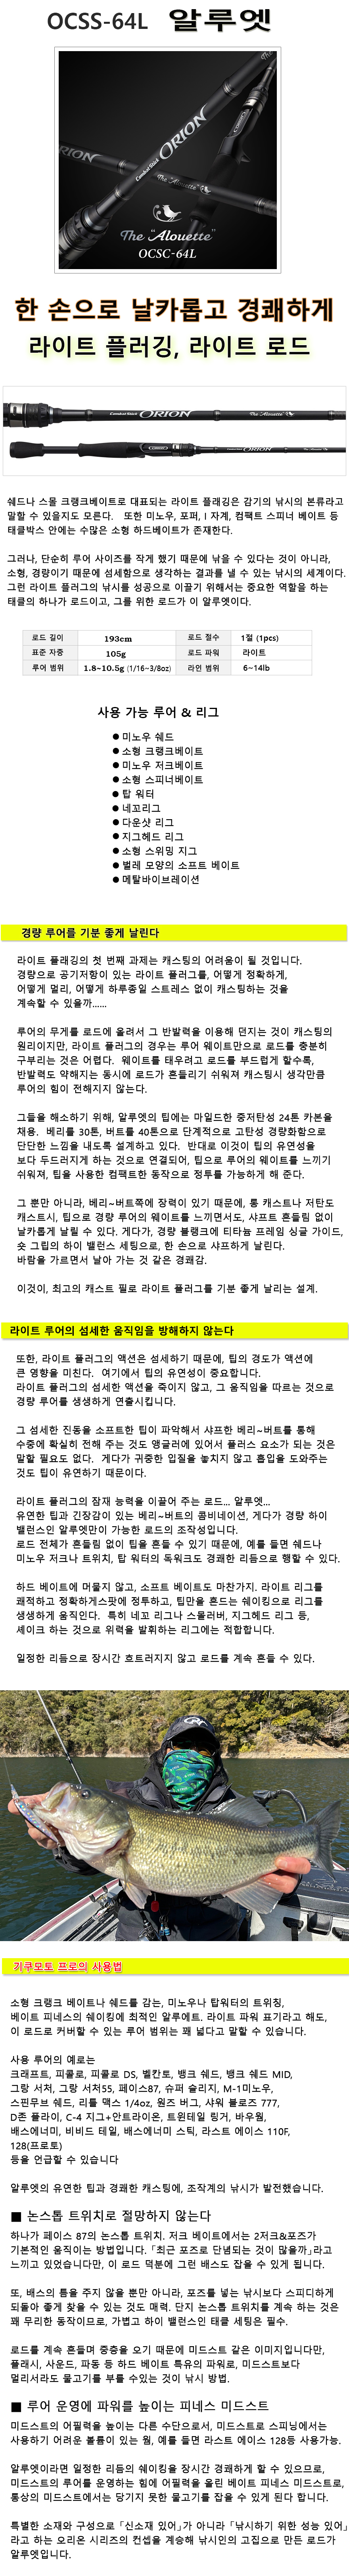 OCSS-64L 알루엣
The
ORION
Combat Stick
CORKISH
ORION
Combat Stick
The Alouette
The "Alouette"
OCSC-64L
한 손으로 날카롭고 경쾌하게
라이트 플러깅, 라이트 로드
Combat Stick ORION The "Alouette"
쉐드나 스몰 크랭크베이트로 대표되는 라이트 플래깅은 감기의 낚시의 본류라고
말할 수 있을지도 모른다. 또한 미노우, 포퍼, I 자계, 컴팩트 스피너 베이트 등
태클박스 안에는 수많은 소형 하드베이트가 존재한다.
그러나, 단순히 루어 사이즈를 작게 했기 때문에 낚을 수 있다는 것이 아니라,
소형, 경량이기 때문에 섬세함으로 생각하는 결과를 낼 수 있는 낚시의 세계이다.
그런 라이트 플러그의 낚시를 성공으로 이끌기 위해서는 중요한 역할을 하는
태클의 하나가 로드이고, 그를 위한 로드가 이 알루엣이다.
로드 길이 193cm 로드 절수 1절 (1pcs)
표준 자중 105g 로드 파워 라이트
루어 범위 1.8~10.5g (1/16~3/8oz) 라인 범위 6~14lb
사용 가능 루어 & 리그
● 미노우 쉐드
● 소형 크랭크베이트
● 미노우 저크베이트
● 소형 스피너베이트
● 탑 워터
● 네꼬리그
● 다운샷 리그
● 지그헤드 리그
● 소형 스위밍 지그
● 벌레 모양의 소프트 베이트
● 메탈바이브레이션
경량 루어를 기분 좋게 날린다
라이트 플래깅의 첫 번째 과제는 캐스팅의 어려움이 될 것입니다.
경량으로 공기저항이 있는 라이트 플러그를, 어떻게 정확하게,
어떻게 멀리, 어떻게 하루종일 스트레스 없이 캐스팅하는 것을
계속할 수 있을까......
루어의 무게를 로드에 올려서 그 반발력을 이용해 던지는 것이 캐스팅의
원리이지만, 라이트 플러그의 경우는 루어 웨이트만으로 로드를 충분히
구부리는 것은 어렵다. 웨이트를 태우려고 로드를 부드럽게 할수록,
반발력도 약해지는 동시에 로드가 흔들리기 쉬워져 캐스팅시 생각만큼
루어의 힘이 전해지지 않는다.
그들을 해소하기 위해, 알루엣의 팁에는 마일드한 중저탄성 24톤 카본을
채용. 베리를 30톤, 버트를 40톤으로 단계적으로 고탄성 경량화함으로
단단한 느낌을 내도록 설계하고 있다. 반대로 이것이 팁의 유연성을
보다 두드러지게 하는 것으로 연결되어, 팁으로 루어의 웨이트를 느끼기
쉬워져, 팁을 사용한 컴팩트한 동작으로 정투를 가능하게 해 준다.
그 뿐만 아니라, 베리~버트쪽에 장력이 있기 때문에, 롱 캐스트나 저탄도
캐스트시, 팁으로 경량 루어의 웨이트를 느끼면서도, 샤프트 흔들림 없이
날카롭게 날릴 수 있다. 게다가, 경량 블랭크에 티타늄 프레임 싱글 가이드,
숏 그립의 하이 밸런스 세팅으로, 한 손으로 샤프하게 날린다.
바람을 가르면서 날아 가는 것 같은 경쾌감.
이것이, 최고의 캐스트 필로 라이트 플러그를 기분 좋게 날리는 설계.
라이트 루어의 섬세한 움직임을 방해하지 않는다
또한, 라이트 플러그의 액션은 섬세하기 때문에, 팁의 경도가 액션에
큰 영향을 미친다. 여기에서 팁의 유연성이 중요합니다.
라이트 플러그의 섬세한 액션을 죽이지 않고, 그 움직임을 따르는 것으로
경량 루어를 생생하게 연출시킵니다.
그 섬세한 진동을 소프트한 팁이 파악해서 샤프한 베리~버트를 통해
수중에 확실히 전해 주는 것도 앵글러에 있어서 플러스 요소가 되는 것은
말할 필요도 없다. 게다가 귀중한 입질을 놓치지 않고 흡입을 도와주는
것도 팁이 유연하기 때문이다.
라이트 플러그의 잠재 능력을 이끌어 주는 로드... 알루엣...
유연한 팁과 긴장감이 있는 베리~버트의 콤비네이션, 게다가 경량 하이
밸런스인 알루엣만이 가능한 로드의 조작성입니다.
로드 전체가 흔들림 없이 팁을 흔들 수 있기 때문에, 예를 들면 쉐드나
미노우 저크나 트위치, 탑 워터의 독워크도 경쾌한 리듬으로 행할 수 있다.
하드 베이트에 머물지 않고, 소프트 베이트도 마찬가지. 라이트 리그를
쾌적하고 정확하게스팟에 정투하고, 팁만을 흔드는 쉐이킹으로 리그를
생생하게 움직인다. 특히 네꼬 리그나 스몰러버, 지그헤드 리그 등,
셰이크 하는 것으로 위력을 발휘하는 리그에는 적합합니다.
일정한 리듬으로 장시간 흐트러지지 않고 로드를 계속 흔들 수 있다.
기쿠모토 프로의 사용법
소형 크랭크 베이트나 쉐드를 감는, 미노우나 탑워터의 트위칭,
베이트 피네스의 쉐이킹에 최적인 알루에트. 라이트 파워 표기라고 해도,
이 로드로 커버할 수 있는 루어 범위는 꽤 넓다고 말할 수 있습니다.
사용 루어의 예로는
크래프트, 피콜로, 피콜로 DS, 벨칸토, 뱅크 쉐드, 뱅크 쉐드 MID,
그랑 서처, 그랑 서처55, 페이스87, 슈퍼 슬리지, M-1미노우,
스핀무브 쉐드, 리틀 맥스 1/4oz, 원즈 버그, 샤워 블로즈 777,
D존 플라이, C-4 지그+안트라이온, 트윈테일 링거, 바우웜,
배스에너미, 비비드 테일, 배스에너미 스틱, 라스트 에이스 110F,
128(프로토)
등을 언급할 수 있습니다
알루엣의 유연한 팁과 경쾌한 캐스팅에, 조작계의 낚시가 발전했습니다.
■ 논스톱 트위치로 절망하지 않는다
하나가 페이스 87의 논스톱 트위치. 저크 베이트에서는 2저크&포즈가
기본적인 움직이는 방법입니다. 「최근 포즈로 단념되는 것이 많을까」라고
느끼고 있었습니다만, 이 로드 덕분에 그런 배스도 잡을 수 있게 됩니다.
또, 배스의 틈을 주지 않을 뿐만 아니라, 포즈를 넣는 낚시보다 스피디하게
되돌아 좋게 찾을 수 있는 것도 매력. 단지 논스톱 트위치를 계속 하는 것은
꽤 무리한 동작이므로, 가볍고 하이 밸런스인 태클 세팅은 필수.
로드를 계속 흔들며 중층을 오기 때문에 미드스트 같은 이미지입니다만,
플래시, 사운드, 파동 등 하드 베이트 특유의 파워로, 미드스트보다
멀리서라도 물고기를 부를 수있는 것이 낚시 방법.
■ 루어 운영에 파워를 높이는 피네스 미드스트
미드스트의 어필력을 높이는 다른 수단으로서, 미드스트로 스피닝에서는
사용하기 어려운 볼륨이 있는 웜, 예를 들면 라스트 에이스 128등 사용가능.
알루엣이라면 일정한 리듬의 쉐이킹을 장시간 경쾌하게 할 수 있으므로,
미드스트의 루어를 운영하는 힘에 어필력을 올린 베이트 피네스 미드스트로,
통상의 미드스트에서는 당기지 못한 물고기를 잡을 수 있게 된다 합니다.
특별한 소재와 구성으로 「신소재 있어」가 아니라 「낚시하기 위한 성능 있어」
라고 하는 오리온 시리즈의 컨셉을 계승해 낚시인의 고집으로 만든 로드가
알루엣입니다.